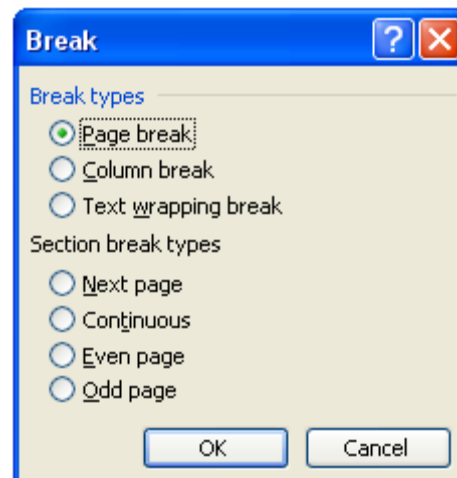 Break
?
Break types
Page break
Column break
Text wrapping break
Section break types
Next page
Continuous
Even page
Odd page
OK Cancel